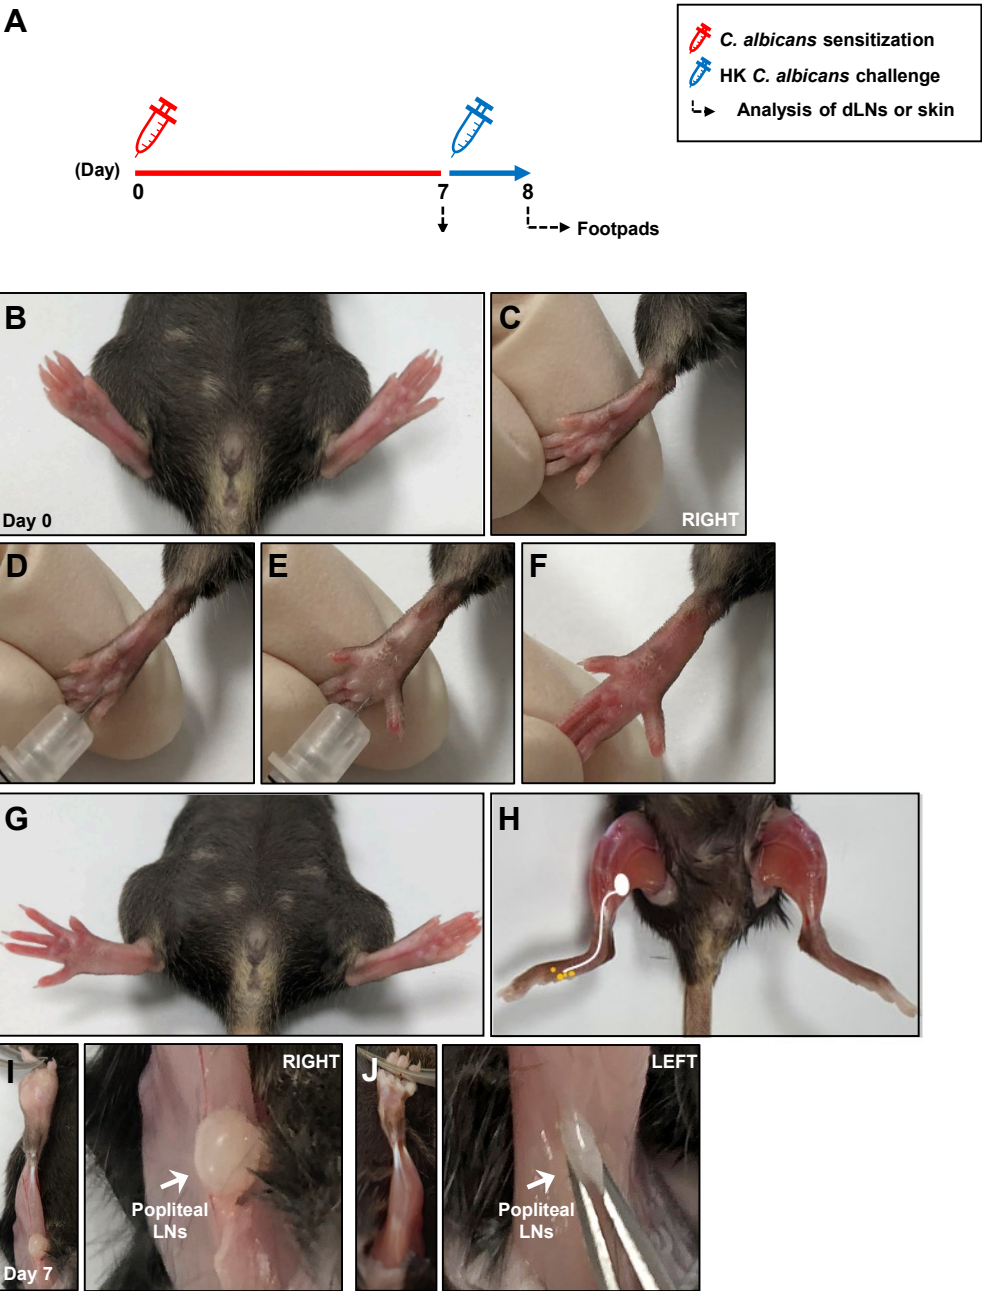 A
C. albicans sensitization
HK C. albicans challenge
Analysis of dLNs or skin
(Day)
0
7
8
Footpads
B
Day 0
C
RIGHT
D
E
F
G
H
I
Day 7
RIGHT
Popliteal
LNs
J
LEFT
Popliteal
LNs